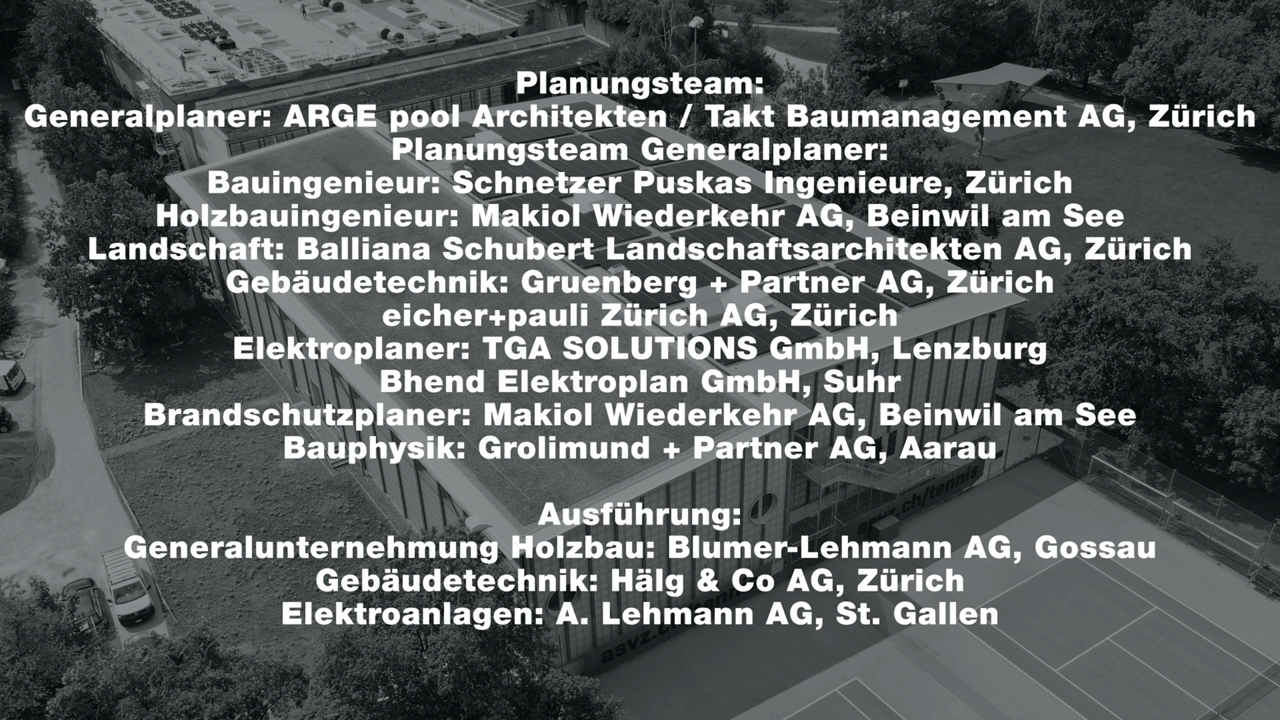 Planungsteam:
Generalplaner: ARGE pool Architekten / Takt Baumanagement AG, Zürich
Planungsteam Generalplaner:
Bauingenieur: Schnetzer Puskas Ingenieure, Zürich
Holzbauingenieur: Makiol Wiederkehr AG, Beinwil am See
Landschaft: Balliana Schubert Landschaftsarchitekten AG, Zürich
Gebäudetechnik: Gruenberg + Partner AG, Zürich
eicher+pauli Zürich AG, Zürich
Elektroplaner: TGA SOLUTIONS GmbH, Lenzburg
Bhend Elektroplan GmbH, Suhr
Brandschutzplaner: Makiol Wiederkehr AG, Beinwil am See
Bauphysik: Grolimund + Partner AG, Aarau
asvz.ch/tennis
Ausführung:
Generalunternehmung Holzbau: Blumer-Lehmann AG, Gossau
Gebäudetechnik: Hälg & Co AG, Zürich
Elektroanlagen: A. Lehmann AG, St. Gallen